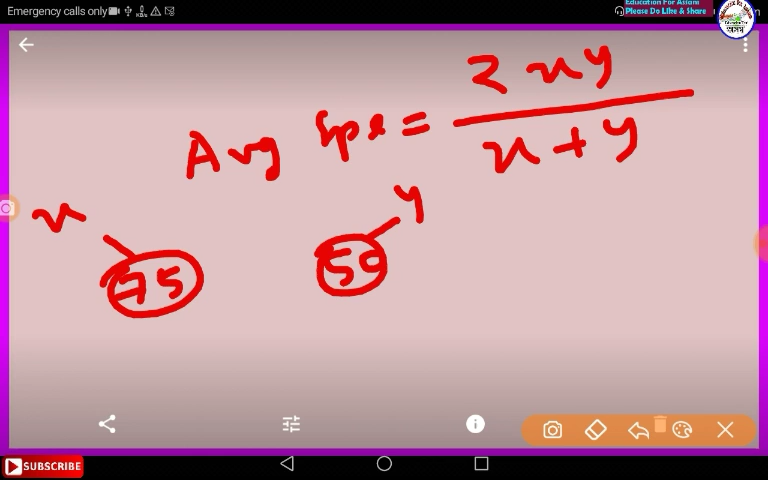 Emergency calls only
Education For Assam
Please Do Like & Share
Avg Spe = 2xy / x + y
x
y
75
50
SUBSCRIBE